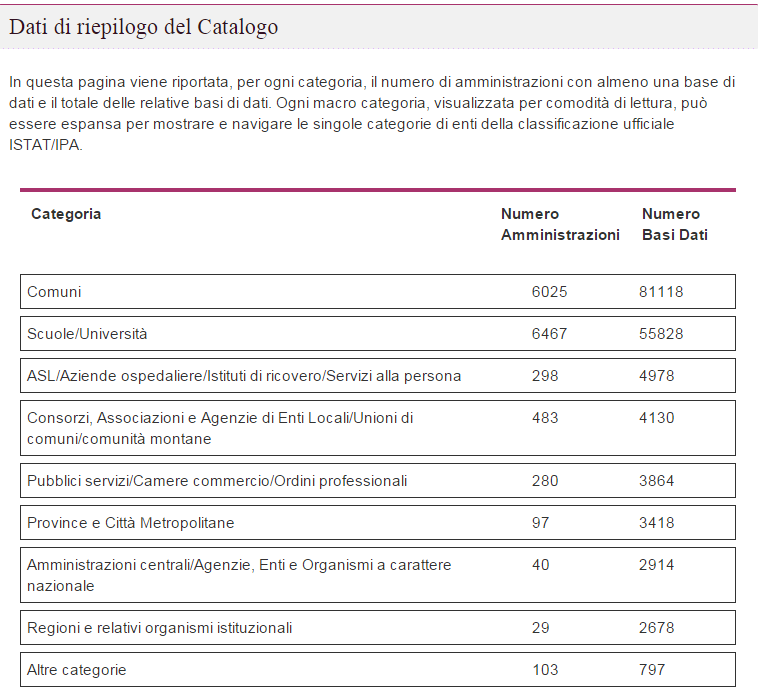 Dati di riepilogo del Catalogo
In questa pagina viene riportata, per ogni categoria, il numero di amministrazioni con almeno una base di
dati e il totale delle relative basi di dati. Ogni macro categoria, visualizzata per comodità di lettura, può
essere espansa per mostrare e navigare le singole categorie di enti della classificazione ufficiale
ISTAT/IPA.
Categoria Numero Numero
Amministrazioni Basi Dati
Comuni 6025 81118
Scuole/Università 6467 55828
ASL/Aziende ospedaliere/Istituti di ricovero/Servizi alla persona 298 4978
Consorzi, Associazioni e Agenzie di Enti Locali/Unioni di 483 4130
comuni/comunità montane
Pubblici servizi/Camere commercio/Ordini professionali 280 3864
Province e Città Metropolitane 97 3418
Amministrazioni centrali/Agenzie, Enti e Organismi a carattere 40 2914
nazionale
Regioni e relativi organismi istituzionali 29 2678
Altre categorie 103 797